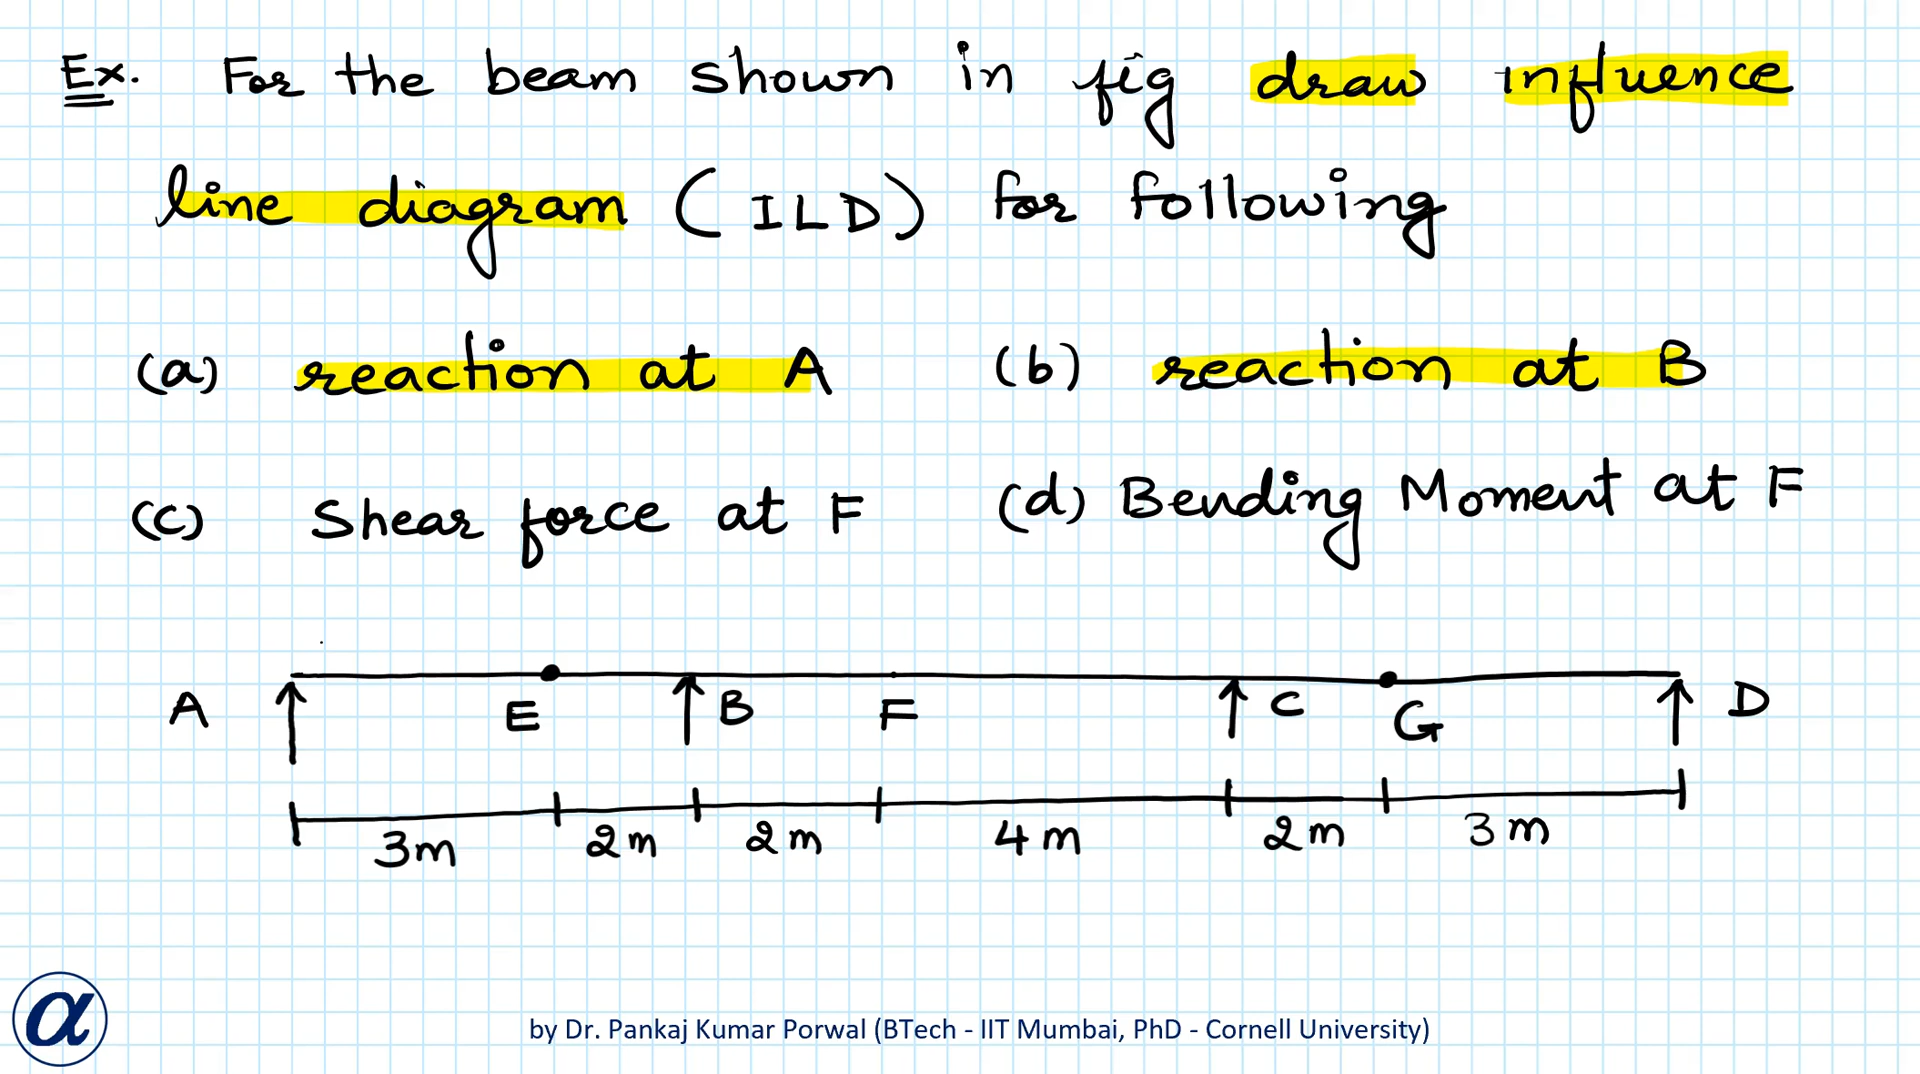 Ex. For the beam shown in fig draw influence
line diagram (ILD) for following
(a) reaction at A (b) reaction at B
(c) Shear force at F (d) Bending Moment at F
A E B F C G D
3m 2m 2m 4m 2m 3m
α by Dr. Pankaj Kumar Porwal (BTech - IIT Mumbai, PhD - Cornell University)